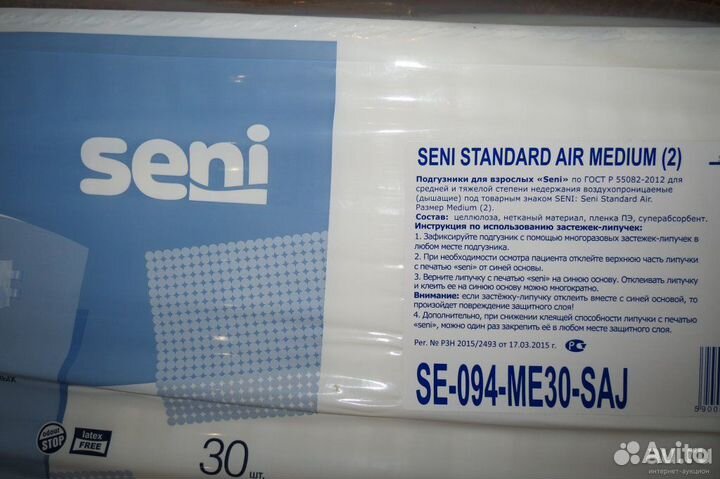 seni
SENI STANDARD AIR MEDIUM (2)
Подгузники для взрослых «Seni» по ГОСТ Р 55082-2012 для
средней и тяжелой степени недержания воздухопроницаемые
(дышащие) под товарным знаком SENI: Seni Standard Air.
Размер Medium (2).
Состав: целлюлоза, нетканый материал, пленка ПЭ, суперабсорбент.
Инструкция по использованию застежек-липучек:
1. Зафиксируйте подгузник с помощью многоразовых застежек-липучек в
любом месте подгузника.
2. При необходимости осмотра пациента отклейте верхнюю часть липучки
с печатью «seni» от синей основы.
3. Верните липучку с печатью «seni» на синюю основу. Отклеивать липучку
и клеить ее на синюю основу можно многократно.
Внимание: если застёжку-липучку отклеить вместе с синей основой, то
произойдет повреждение защитного слоя!
4. Дополнительно, при снижении клеящей способности липучки с печатью
«seni», можно один раз закрепить её в любом месте защитного слоя.
Рег. № РЗН 2015/2493 от 17.03.2015 г.
SE-094-ME30-SAJ
5900
odour STOP
latex FREE
30 шт.
Avito
интернет-аукцион